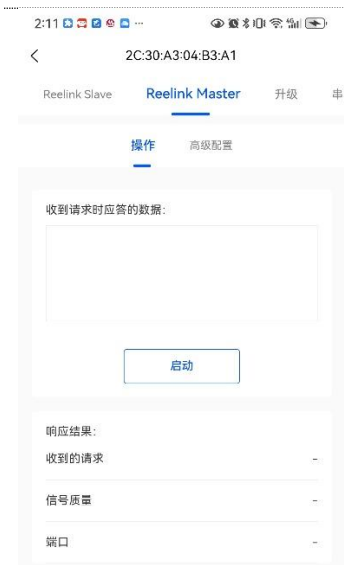 2:11
2C:30:A3:04:B3:A1
Reelink Slave Reelink Master 升级 串
操作 高级配置
收到请求时应答的数据:
启动
响应结果:
收到的请求 -
信号质量 -
端口 -